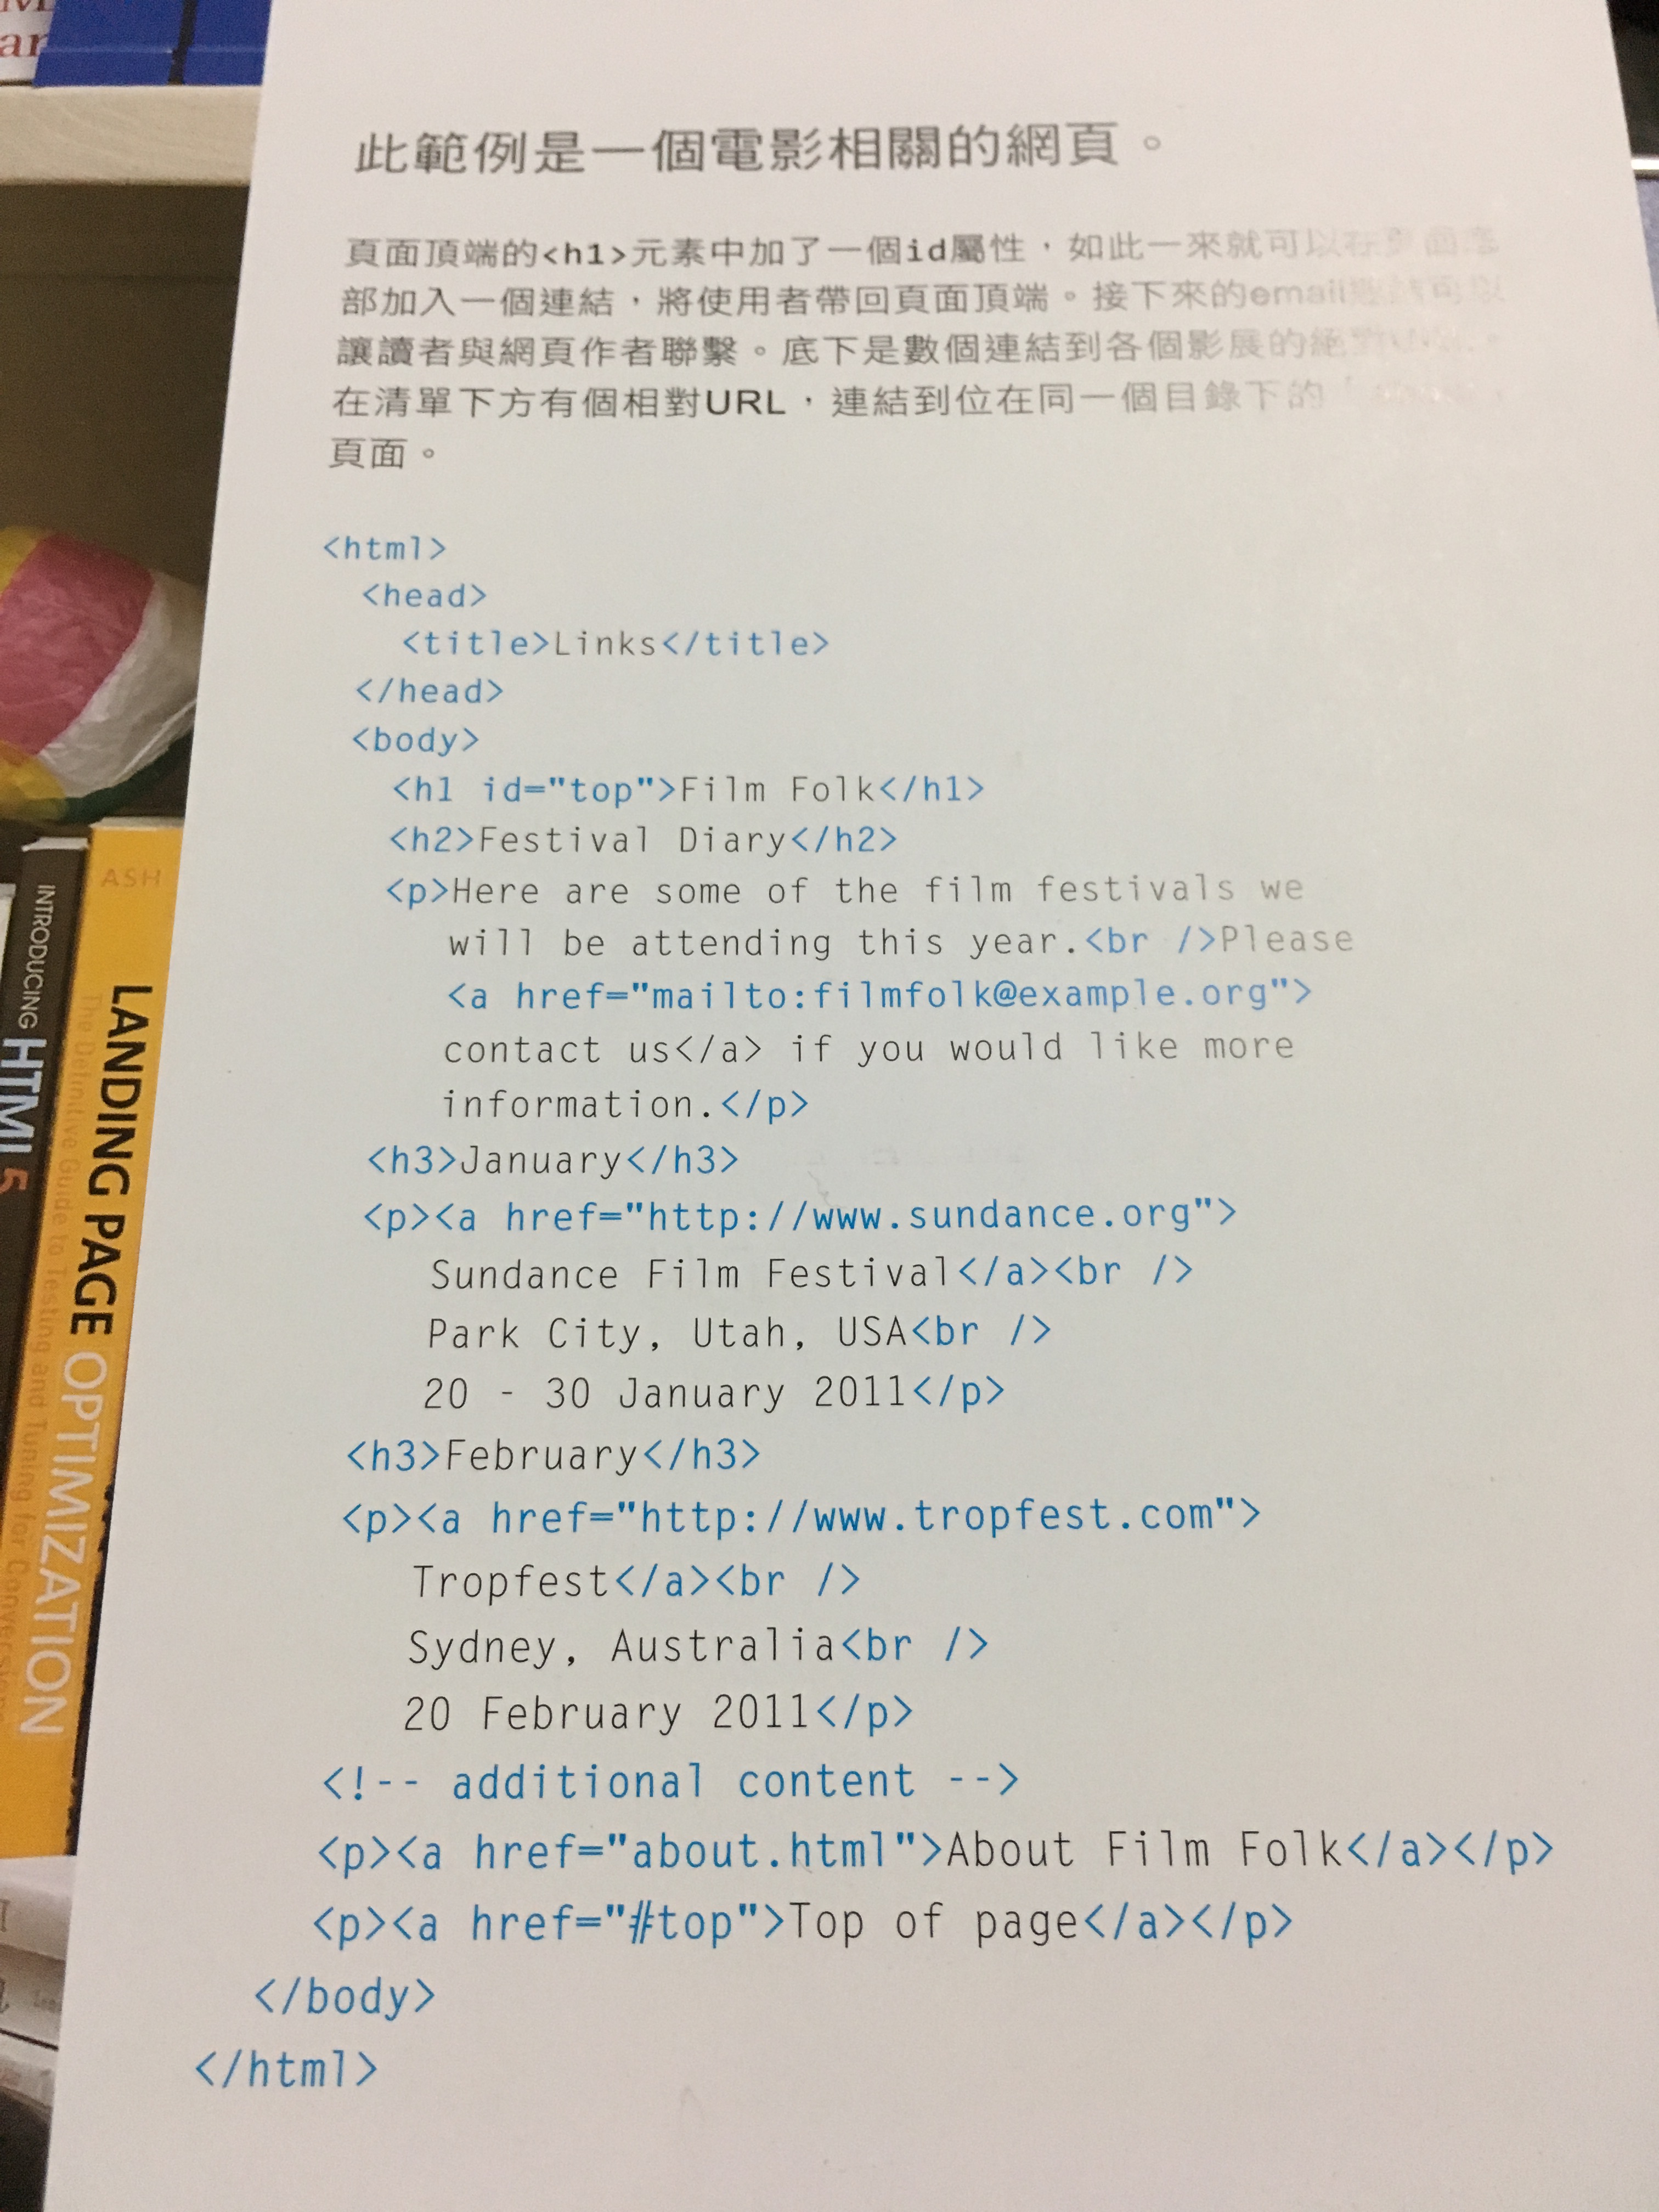 此範例是一個電影相關的網頁。
頁面頂端的<h1>元素中加了一個id屬性，如此一來就可以在頁面底
部加入一個連結，將使用者帶回頁面頂端。接下來的email連結可以
讓讀者與網頁作者聯繫。底下是數個連結到各個影展的絕對
在清單下方有個相對URL，連結到位在同一個目錄下的
頁面。
<html>
<head>
<title>Links</title>
</head>
<body>
<h1 id="top">Film Folk</h1>
<h2>Festival Diary</h2>
<p>Here are some of the film festivals we
will be attending this year.<br />Please
<a href="mailto:filmfolk@example.org">
contact us</a> if you would like more
information.</p>
<h3>January</h3>
<p><a href="http://www.sundance.org">
Sundance Film Festival</a><br />
Park City, Utah, USA<br />
20 - 30 January 2011</p>
<h3>February</h3>
<p><a href="http://www.tropfest.com">
Tropfest</a><br />
Sydney, Australia<br />
20 February 2011</p>
<!-- additional content -->
<p><a href="about.html">About Film Folk</a></p>
<p><a href="#top">Top of page</a></p>
</body>
</html>
ASH
LANDING PAGE OPTIMIZATION
The Definitive Guide to Testing and Tuning for Conversions
INTRODUCING HTML 5